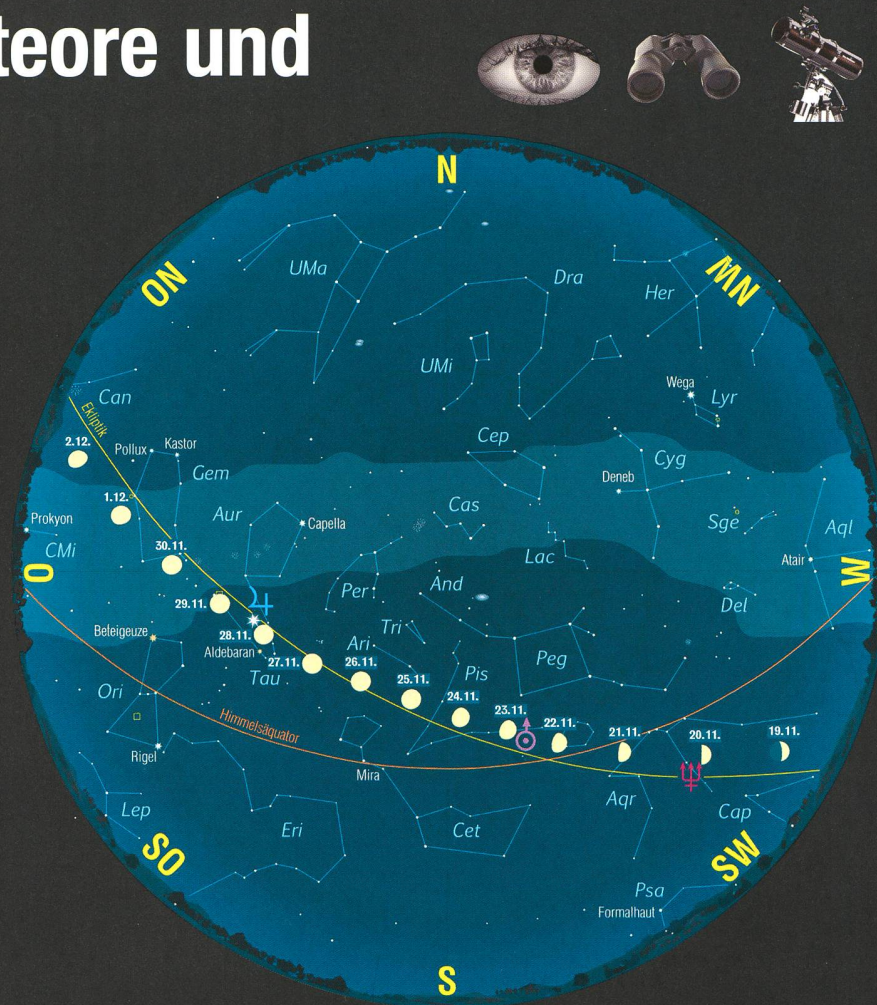 teore und
N
NO
NW
UMa
Dra
Her
UMi
Wega
Lyr
Can
Ekliptik
2.12.
Pollux
Kastor
Cep
Gem
Cyg
Deneb
1.12.
Prokyon
Aur
Capella
Cas
Sge
Aql
CMi
30.11.
Lac
Atair
O
W
Per
And
29.11.
Del
Beteigeuze
28.11.
Tri
Aldebaran
Ari
27.11.
26.11.
Peg
Tau
25.11.
Pis
Ori
24.11.
23.11.
22.11.
21.11.
20.11.
19.11.
Himmelsäquator
Rigel
Mira
Aqr
Lep
Cap
Eri
Cet
SO
SW
Psa
Formalhaut
S